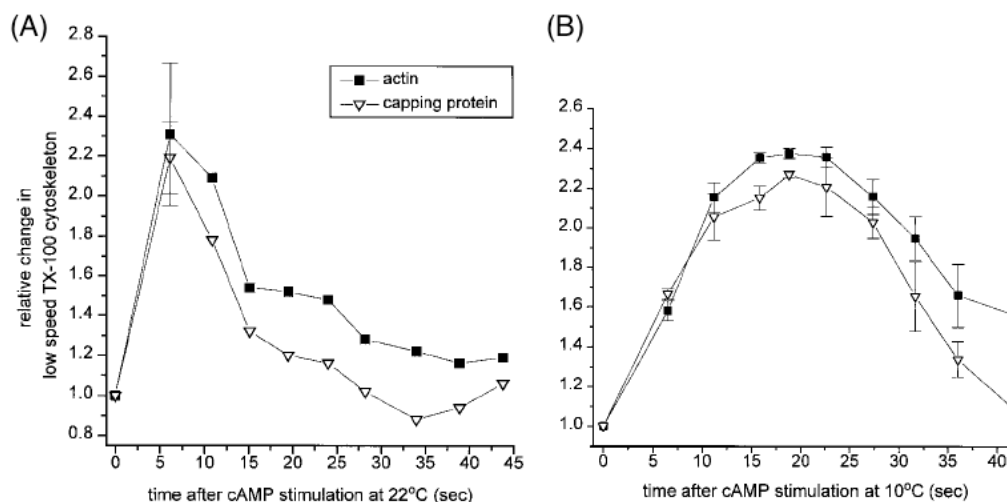 (A)
2.8
2.6
2.4
2.2
2.0
1.8
1.6
1.4
1.2
1.0
0.8
relative change in
low speed TX-100 cytoskeleton
actin
capping protein
0 5 10 15 20 25 30 35 40 45
time after cAMP stimulation at 22°C (sec)
(B)
2.6
2.4
2.2
2.0
1.8
1.6
1.4
1.2
1.0
0 5 10 15 20 25 30 35 40
time after cAMP stimulation at 10°C (sec)